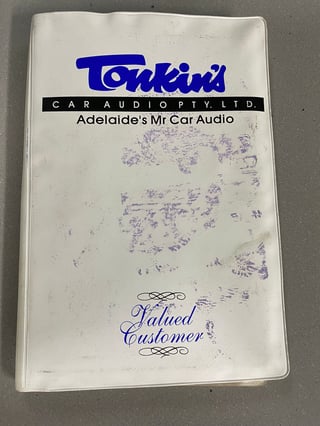 Tonkin's
CAR AUDIO PTY. LTD.
Adelaide's Mr Car Audio
Valued
Customer